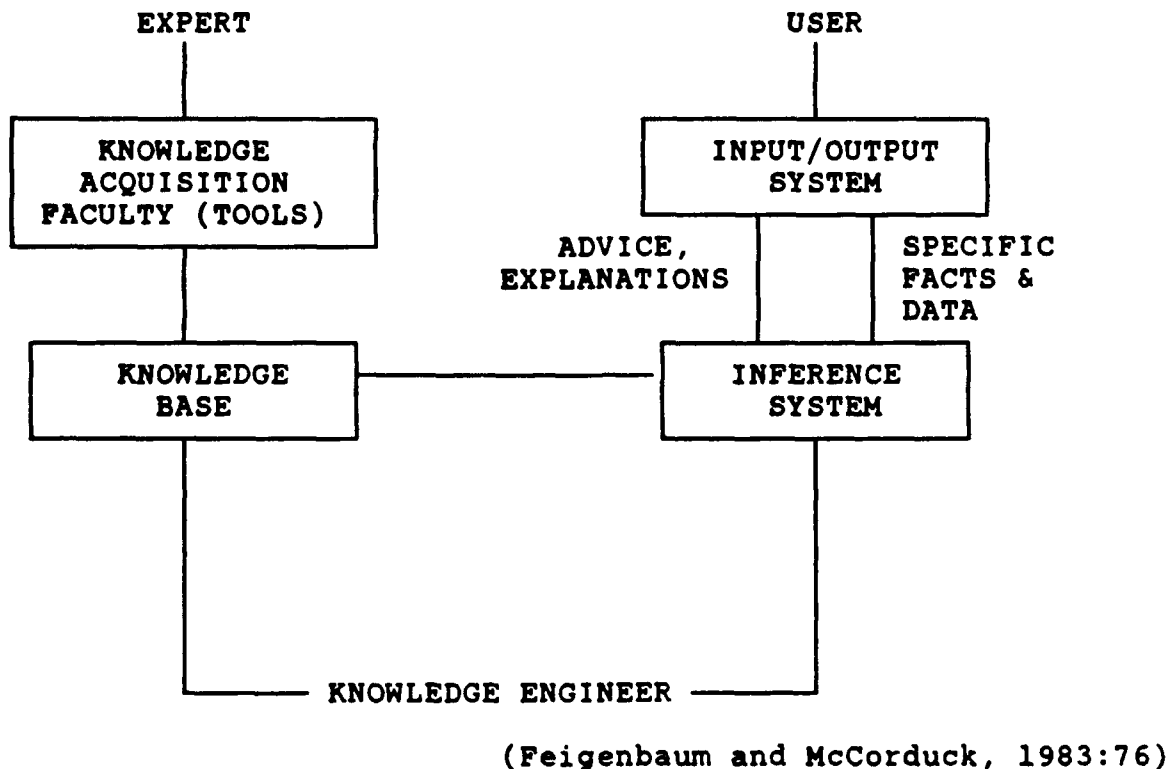 EXPERT
USER
KNOWLEDGE
ACQUISITION
FACULTY (TOOLS)
INPUT/OUTPUT
SYSTEM
ADVICE,
EXPLANATIONS
SPECIFIC
FACTS &
DATA
KNOWLEDGE
BASE
INFERENCE
SYSTEM
KNOWLEDGE ENGINEER
(Feigenbaum and McCorduck, 1983:76)